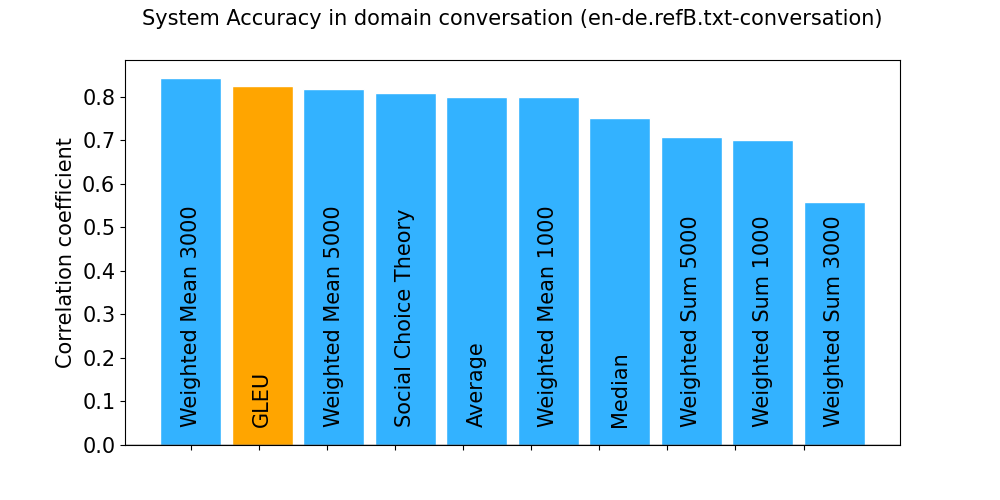 System Accuracy in domain conversation (en-de.refB.txt-conversation)
Correlation coefficient
0.8
0.7
0.6
0.5
0.4
0.3
0.2
0.1
0.0
Weighted Mean 3000
GLEU
Weighted Mean 5000
Social Choice Theory
Average
Weighted Mean 1000
Median
Weighted Sum 5000
Weighted Sum 1000
Weighted Sum 3000